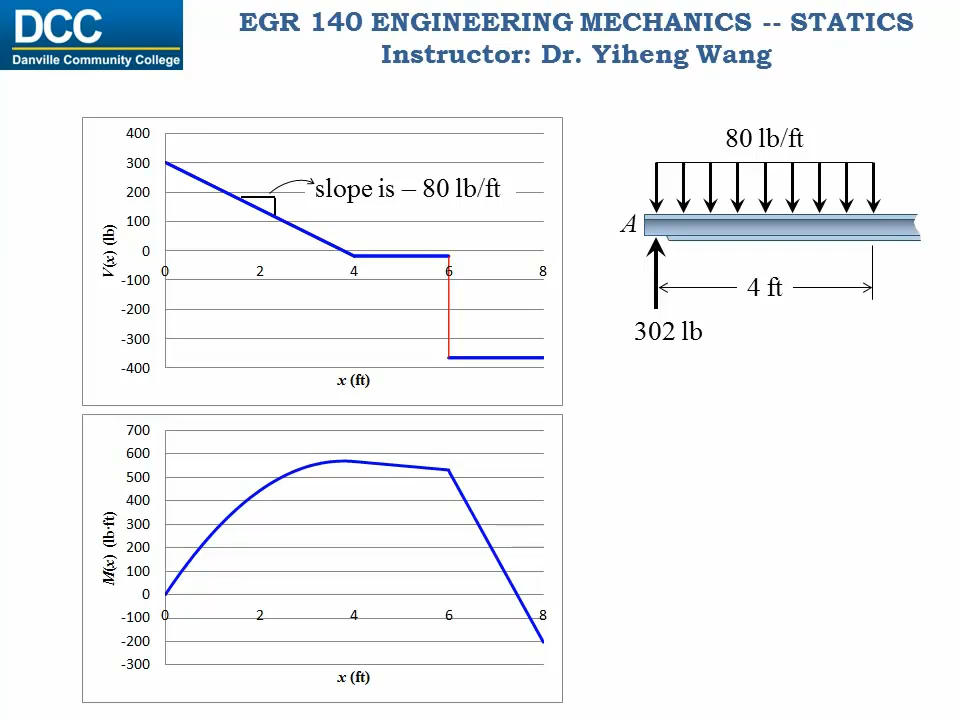 DCC
Danville Community College
EGR 140 ENGINEERING MECHANICS -- STATICS
Instructor: Dr. Yiheng Wang
400
300
200
100
0
-100
-200
-300
-400
V(x) (lb)
0
2
4
6
8
x (ft)
slope is – 80 lb/ft
80 lb/ft
A
4 ft
302 lb
700
600
500
400
300
200
100
0
-100
-200
-300
M(x) (lb·ft)
0
2
4
6
8
x (ft)